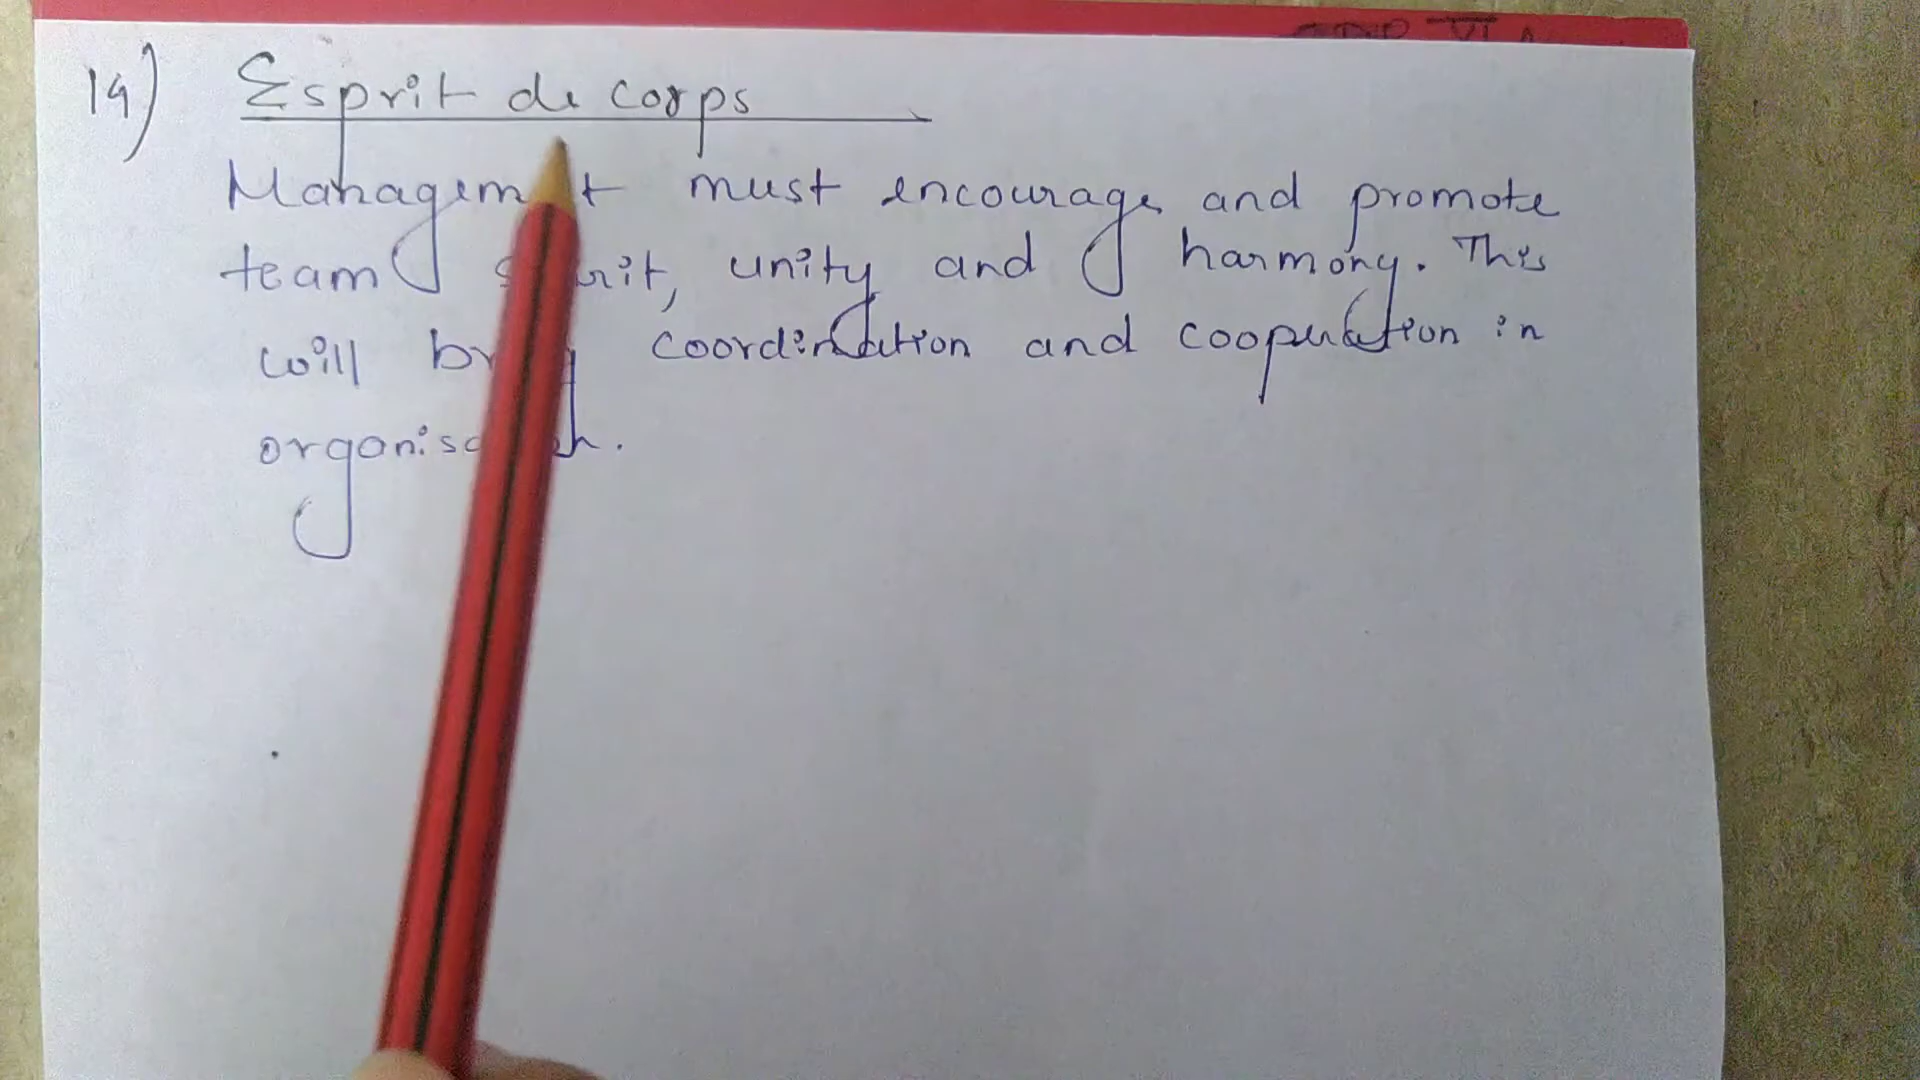 14) Esprit de corps
Management must encourage and promote
team spirit, unity and harmony. This
will bring coordination and cooperation in
organisation.